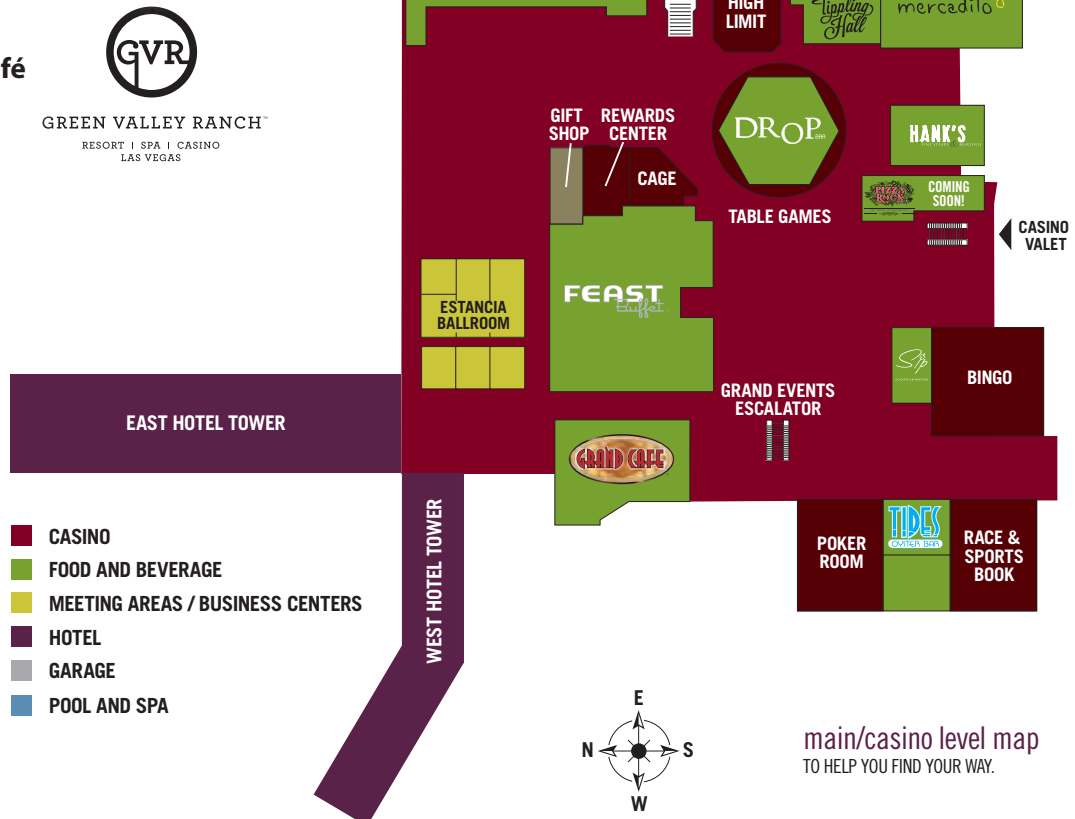 HIGH
LIMIT
Tippling
Hall
mercadilo
fé
GVR
GREEN VALLEY RANCH™
RESORT | SPA | CASINO
LAS VEGAS
GIFT
SHOP
REWARDS
CENTER
CAGE
DROP
BAR
TABLE GAMES
HANK'S
PIZZA
ROCK
COMING
SOON!
CASINO
VALET
FEAST
Buffet
ESTANCIA
BALLROOM
Sip
BINGO
EAST HOTEL TOWER
GRAND EVENTS
ESCALATOR
GRAND CAFE
WEST HOTEL TOWER
POKER
ROOM
TIDES
OYSTER BAR
RACE &
SPORTS
BOOK
CASINO
FOOD AND BEVERAGE
MEETING AREAS / BUSINESS CENTERS
HOTEL
GARAGE
POOL AND SPA
E
N S
W
main/casino level map
TO HELP YOU FIND YOUR WAY.